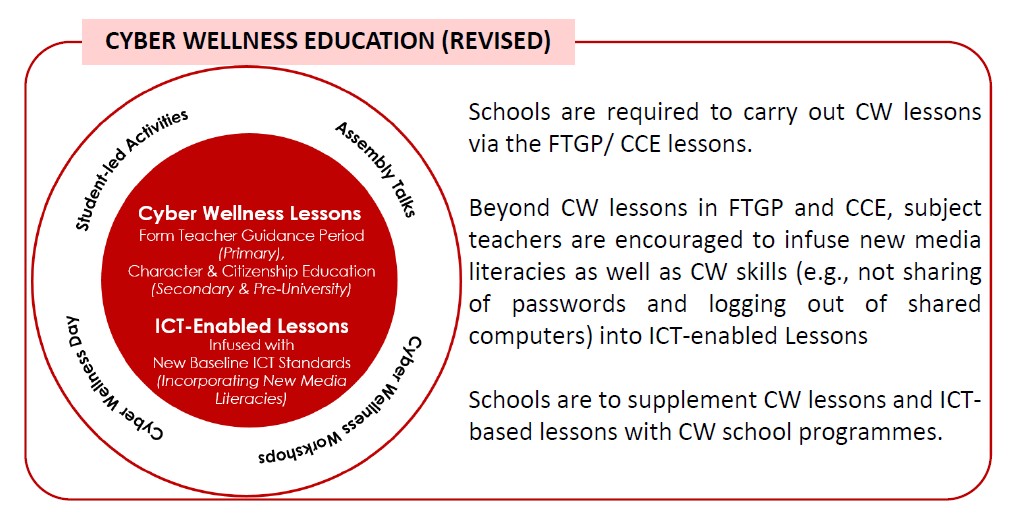 CYBER WELLNESS EDUCATION (REVISED)
Student-led Activities
Assembly Talks
Cyber Wellness Lessons
Form Teacher Guidance Period
(Primary),
Character & Citizenship Education
(Secondary & Pre-University)
ICT-Enabled Lessons
Infused with
New Baseline ICT Standards
(Incorporating New Media
Literacies)
Cyber Wellness Day
Cyber Wellness Workshops
Schools are required to carry out CW lessons
via the FTGP/ CCE lessons.
Beyond CW lessons in FTGP and CCE, subject
teachers are encouraged to infuse new media
literacies as well as CW skills (e.g., not sharing
of passwords and logging out of shared
computers) into ICT-enabled Lessons
Schools are to supplement CW lessons and ICT-
based lessons with CW school programmes.